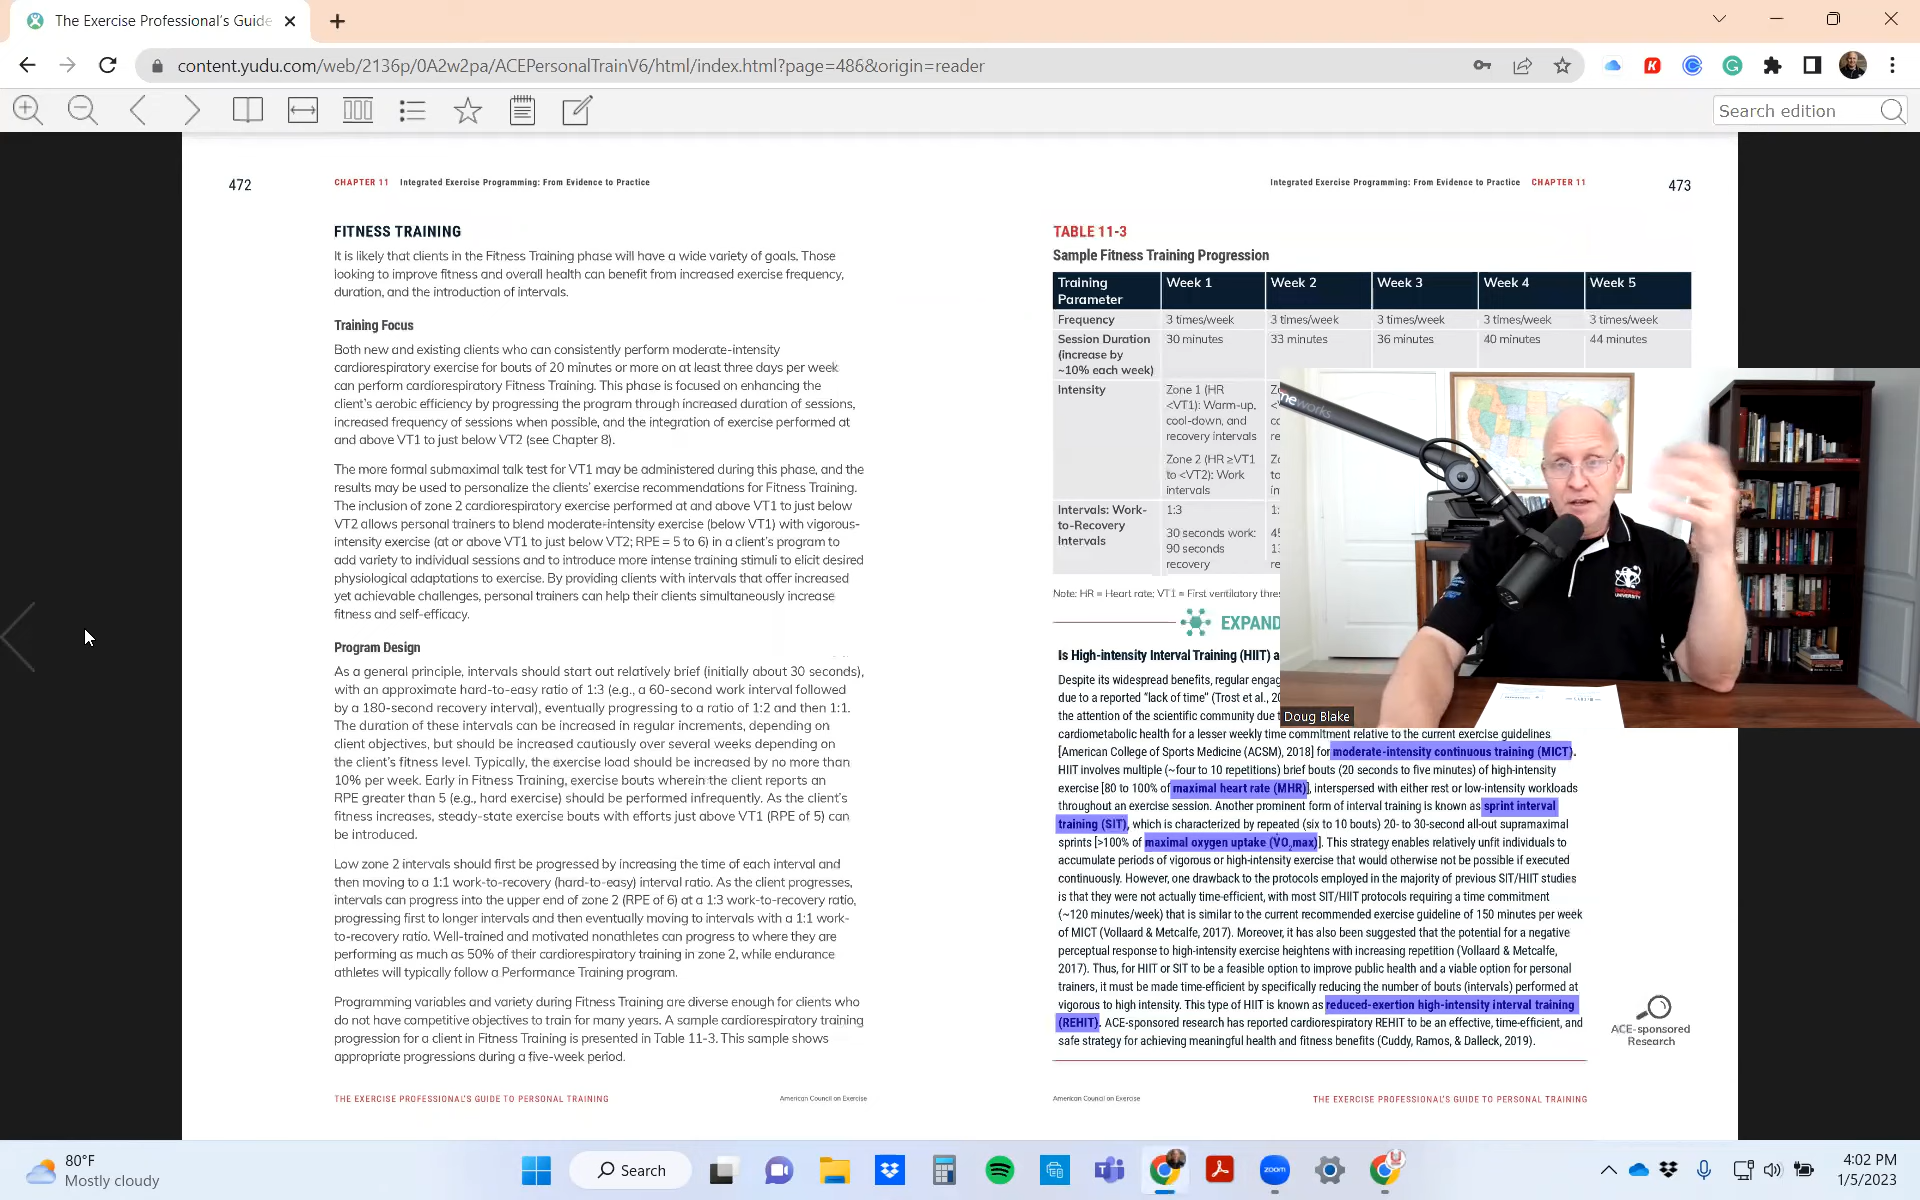 The Exercise Professional's Guide
content.yudu.com/web/2136p/0A2w2pa/ACEPersonalTrainV6/html/index.html?page=486&origin=reader
Search edition
472
CHAPTER 11 Integrated Exercise Programming: From Evidence to Practice
FITNESS TRAINING
It is likely that clients in the Fitness Training phase will have a wide variety of goals. Those
looking to improve fitness and overall health can benefit from increased exercise frequency,
duration, and the introduction of intervals.
Training Focus
Both new and existing clients who can consistently perform moderate-intensity
cardiorespiratory exercise for bouts of 20 minutes or more on at least three days per week
can perform cardiorespiratory Fitness Training. This phase is focused on enhancing the
client's aerobic efficiency by progressing the program through increased duration of sessions,
increased frequency of sessions when possible, and the integration of exercise performed at
and above VT1 to just below VT2 (see Chapter 8).
The more formal submaximal talk test for VT1 may be administered during this phase, and the
results may be used to personalize the clients' exercise recommendations for Fitness Training.
The inclusion of zone 2 cardiorespiratory exercise performed at and above VT1 to just below
VT2 allows personal trainers to blend moderate-intensity exercise (below VT1) with vigorous-
intensity exercise (at or above VT1 to just below VT2; RPE = 5 to 6) in a client's program to
add variety to individual sessions and to introduce more intense training stimuli to elicit desired
physiological adaptations to exercise. By providing clients with intervals that offer increased
yet achievable challenges, personal trainers can help their clients simultaneously increase
fitness and self-efficacy.
Program Design
As a general principle, intervals should start out relatively brief (initially about 30 seconds),
with an approximate hard-to-easy ratio of 1:3 (e.g., a 60-second work interval followed
by a 180-second recovery interval), eventually progressing to a ratio of 1:2 and then 1:1.
The duration of these intervals can be increased in regular increments, depending on
client objectives, but should be increased cautiously over several weeks depending on
the client's fitness level. Typically, the exercise load should be increased by no more than
10% per week. Early in Fitness Training, exercise bouts wherein the client reports an
RPE greater than 5 (e.g., hard exercise) should be performed infrequently. As the client's
fitness increases, steady-state exercise bouts with efforts just above VT1 (RPE of 5) can
be introduced.
Low zone 2 intervals should first be progressed by increasing the time of each interval and
then moving to a 1:1 work-to-recovery (hard-to-easy) interval ratio. As the client progresses,
intervals can progress into the upper end of zone 2 (RPE of 6) at a 1:3 work-to-recovery ratio,
progressing first to longer intervals and then eventually moving to intervals with a 1:1 work-
to-recovery ratio. Well-trained and motivated nonathletes can progress to where they are
performing as much as 50% of their cardiorespiratory training in zone 2, while endurance
athletes will typically follow a Performance Training program.
Programming variables and variety during Fitness Training are diverse enough for clients who
do not have competitive objectives to train for many years. A sample cardiorespiratory training
progression for a client in Fitness Training is presented in Table 11-3. This sample shows
appropriate progressions during a five-week period.
THE EXERCISE PROFESSIONAL'S GUIDE TO PERSONAL TRAINING American Council on Exercise
Integrated Exercise Programming: From Evidence to Practice CHAPTER 11
473
TABLE 11-3
Sample Fitness Training Progression
Training Parameter Week 1 Week 2 Week 3 Week 4 Week 5
Frequency 3 times/week 3 times/week 3 times/week 3 times/week 3 times/week
Session Duration 30 minutes 33 minutes 36 minutes 40 minutes 44 minutes
(increase by
~10% each week)
Intensity Zone 1 (HR
<VT1): Warm-up,
cool-down, and
recovery intervals
Zone 2 (HR ≥VT1
to <VT2): Work
intervals
Intervals: Work-
to-Recovery
Intervals
1:3
30 seconds work:
90 seconds
recovery
Note: HR = Heart rate; VT1 = First ventilatory
EXPAND
Is High-intensity Interval Training (HIIT) a
Despite its widespread benefits, regular
due to a reported "lack of time" (Trost et al.,
the attention of the scientific community due
cardiometabolic health for a lesser weekly time commitment relative to the current exercise guidelines
[American College of Sports Medicine (ACSM), 2018] for moderate-intensity continuous training (MICT).
HIIT involves multiple (~four to 10 repetitions) brief bouts (20 seconds to five minutes) of high-intensity
exercise [80 to 100% of maximal heart rate (MHR)], interspersed with either rest or low-intensity workloads
throughout an exercise session. Another prominent form of interval training is known as sprint interval
training (SIT), which is characterized by repeated (six to 10 bouts) 20- to 30-second all-out supramaximal
sprints [>100% of maximal oxygen uptake (V̇O₂max)]. This strategy enables relatively unfit individuals to
accumulate periods of vigorous or high-intensity exercise that would otherwise not be possible if executed
continuously. However, one drawback to the protocols employed in the majority of previous SIT/HIIT studies
is that they were not actually time-efficient, with most SIT/HIIT protocols requiring a time commitment
(~120 minutes/week) that is similar to the current recommended exercise guideline of 150 minutes per week
of MICT (Vollaard & Metcalfe, 2017). Moreover, it has also been suggested that the potential for a negative
perceptual response to high-intensity exercise heightens with increasing repetition (Vollaard & Metcalfe,
2017). Thus, for HIIT or SIT to be a feasible option to improve public health and a viable option for personal
trainers, it must be made time-efficient by specifically reducing the number of bouts (intervals) performed at
vigorous to high intensity. This type of HIIT is known as reduced-exertion high-intensity interval training
(REHIT). ACE-sponsored research has reported cardiorespiratory REHIT to be an effective, time-efficient, and
safe strategy for achieving meaningful health and fitness benefits (Cuddy, Ramos, & Dalleck, 2019).
ACE-sponsored
Research
American Council on Exercise THE EXERCISE PROFESSIONAL'S GUIDE TO PERSONAL TRAINING
Doug Blake
80°F
Mostly cloudy
Search
zoom
4:02 PM
1/5/2023